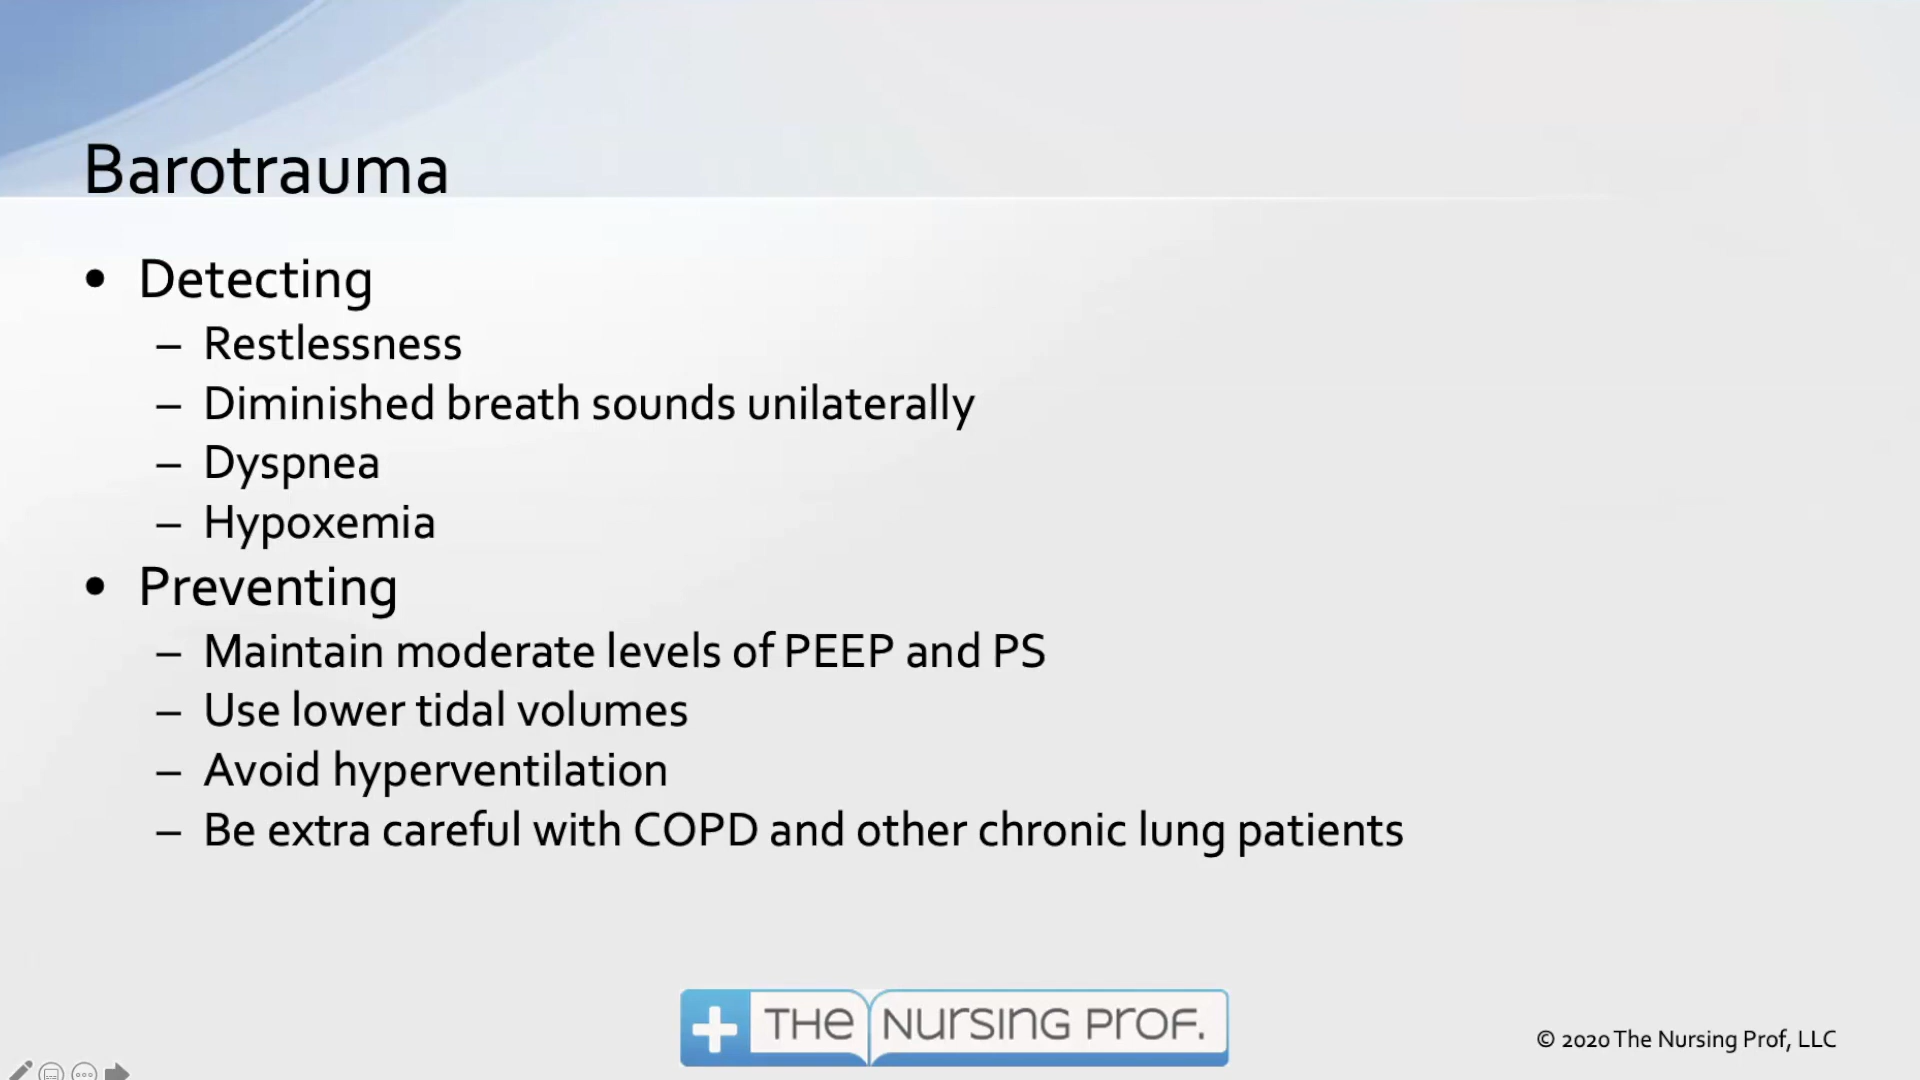 Barotrauma
• Detecting
– Restlessness
– Diminished breath sounds unilaterally
– Dyspnea
– Hypoxemia
• Preventing
– Maintain moderate levels of PEEP and PS
– Use lower tidal volumes
– Avoid hyperventilation
– Be extra careful with COPD and other chronic lung patients
THE NURSING PROF.
© 2020 The Nursing Prof, LLC